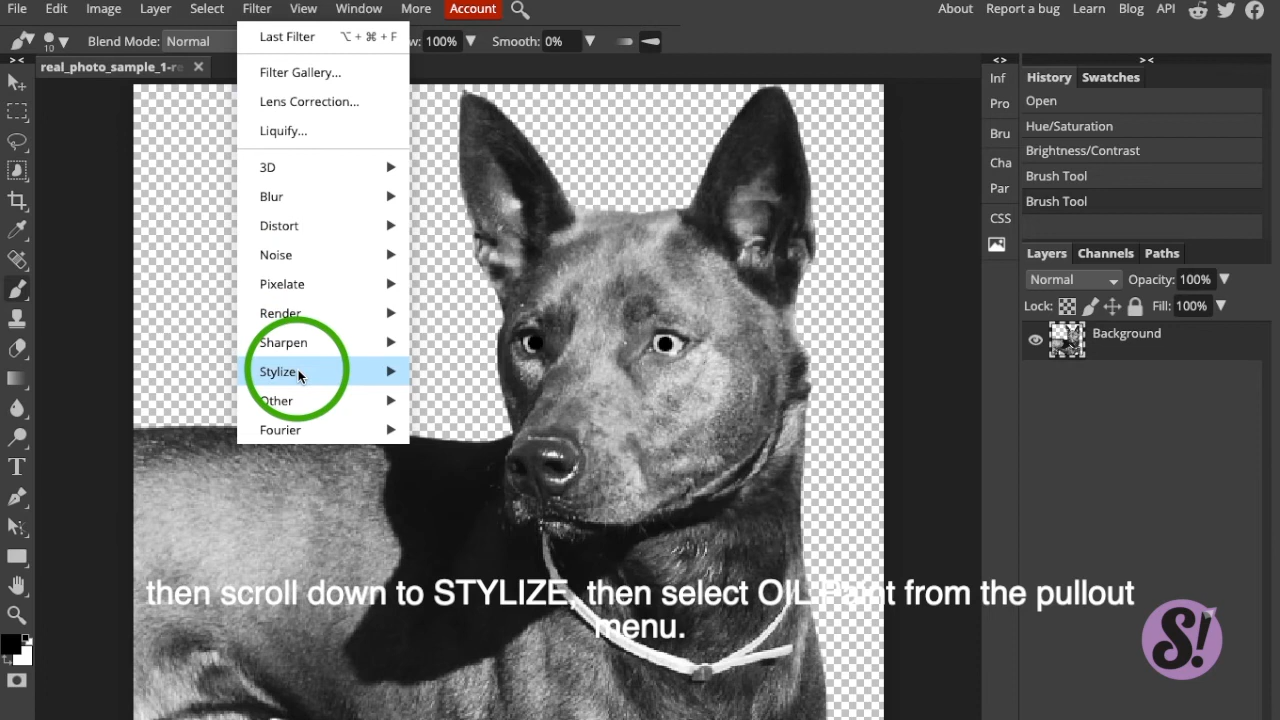 File Edit Image Layer Select Filter View Window More Account About Report a bug Learn Blog API
10 Blend Mode: Normal w: 100% Smooth: 0%
real_photo_sample_1-re
Last Filter ⌥ + ⌘ + F
Filter Gallery...
Lens Correction...
Liquify...
3D
Blur
Distort
Noise
Pixelate
Render
Sharpen
Stylize
Other
Fourier
T
> <
< >
Inf
Pro
Bru
Cha
Par
CSS
> <
History Swatches
Open
Hue/Saturation
Brightness/Contrast
Brush Tool
Brush Tool
Layers Channels Paths
Normal Opacity: 100%
Lock: Fill: 100%
Background
then scroll down to STYLIZE, then select OIL Paint from the pullout
menu.
S!